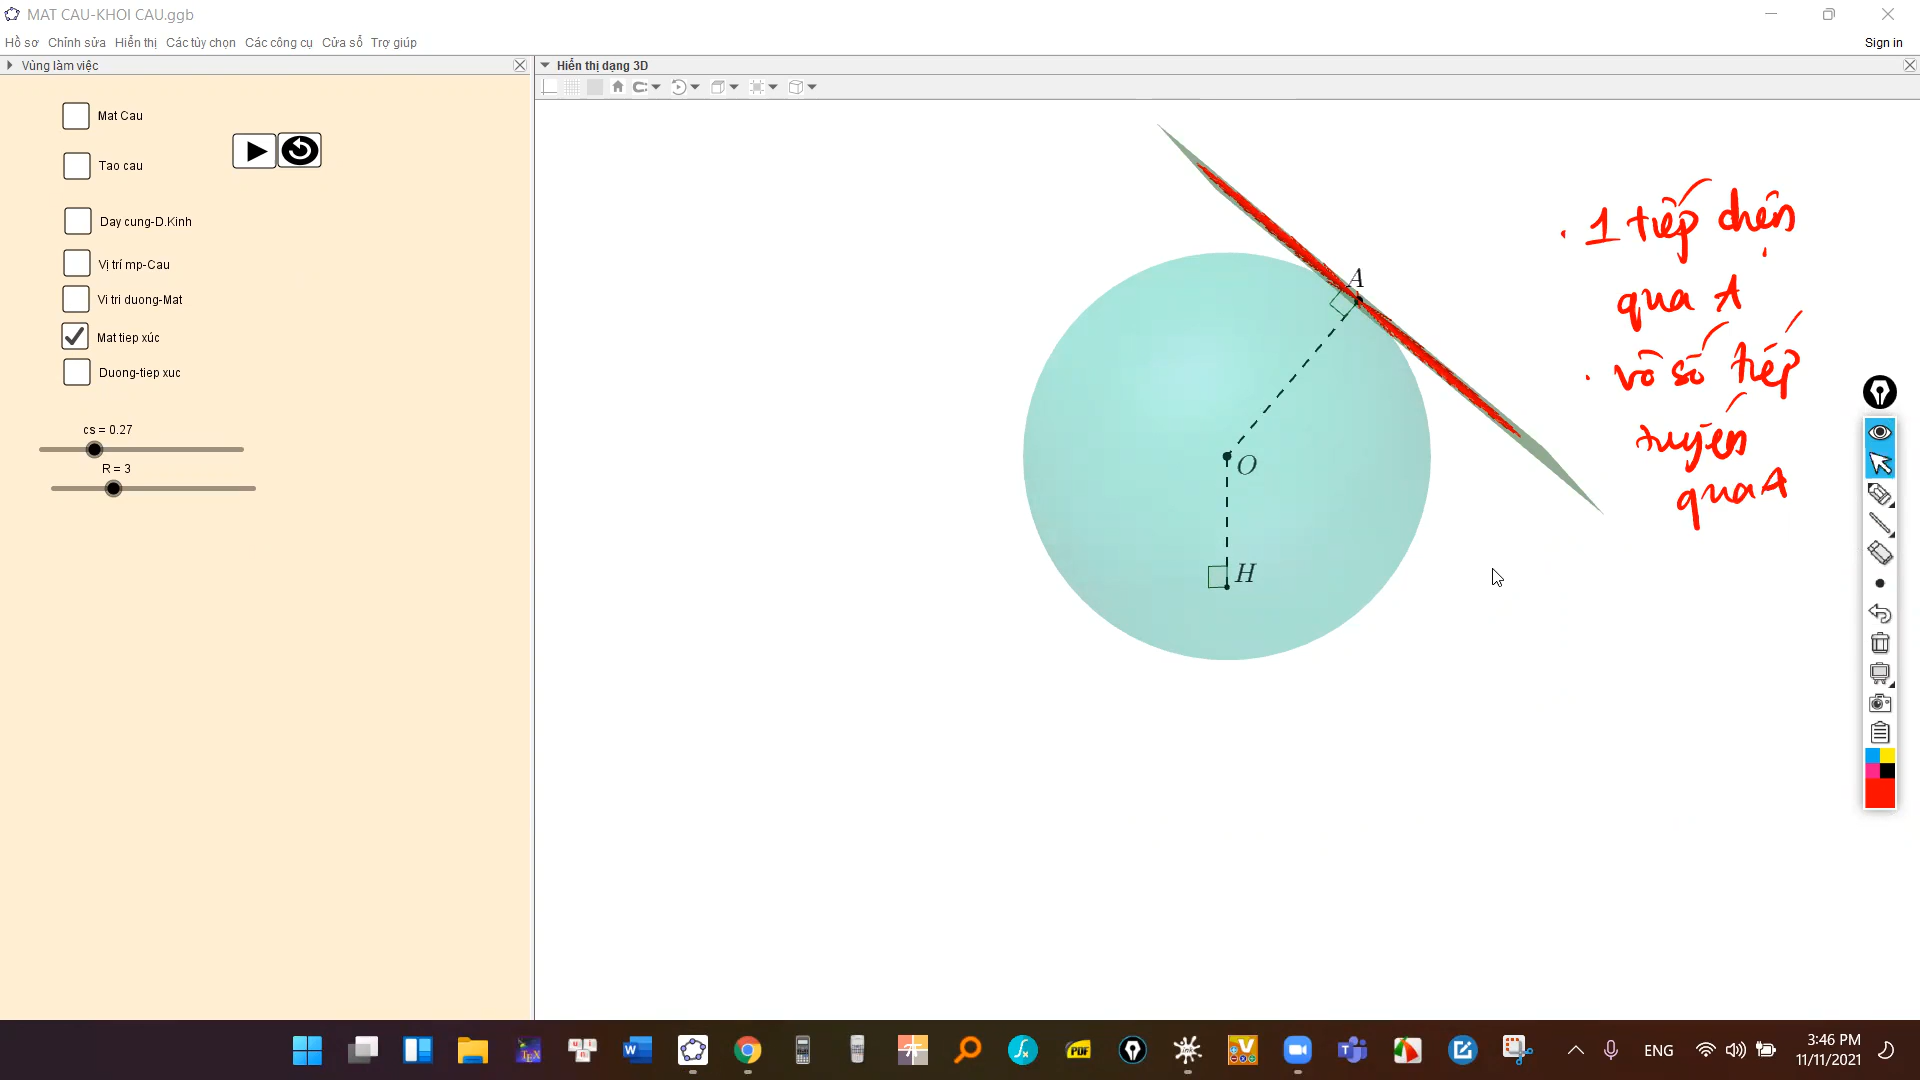 MAT CAU-KHOI CAU.ggb
Hồ sơ Chỉnh sửa Hiển thị Các tùy chọn Các công cụ Cửa sổ Trợ giúp
Sign in
Vùng làm việc
Hiển thị dạng 3D
Mat Cau
Tao cau
Day cung-D.Kinh
Vị trí mp-Cau
Vi tri duong-Mat
Mat tiep xúc
Duong-tiep xuc
cs = 0.27
R = 3
A
O
H
· 1 tiếp diện
qua A
· vô số tiếp
tuyến
qua A
ENG
3:46 PM
11/11/2021